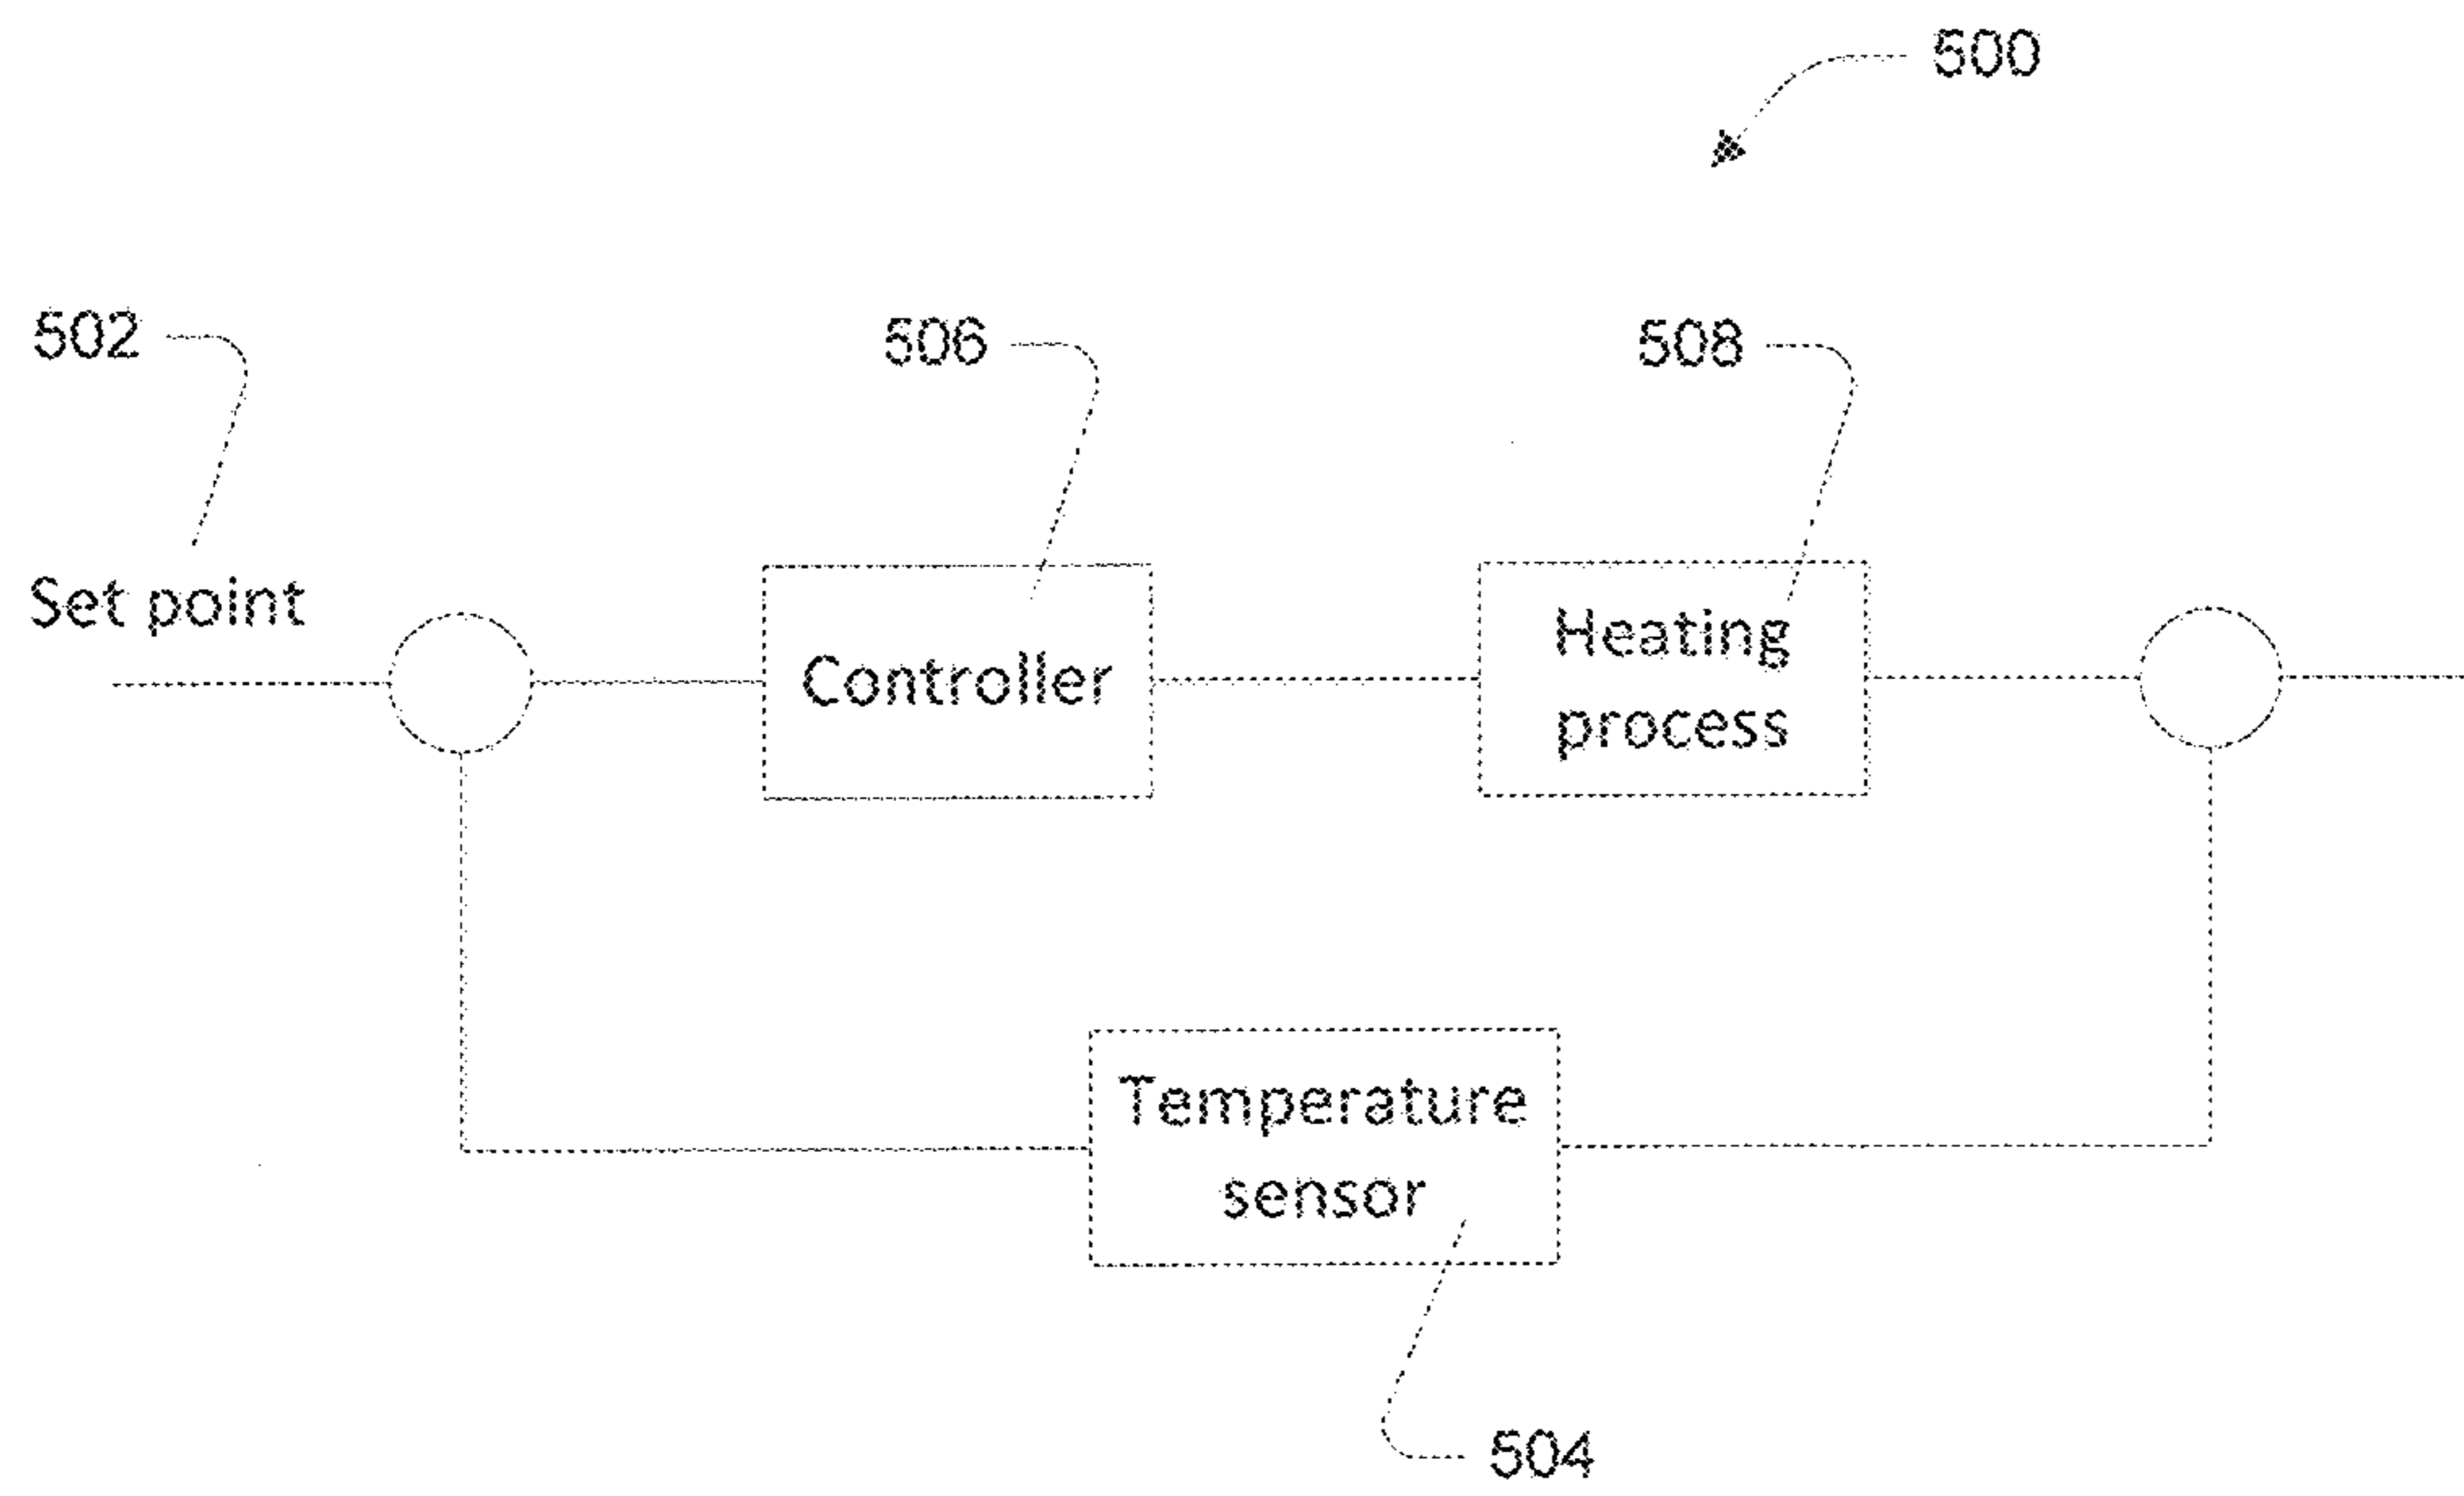 500
502
506
508
Set point
Controller
Heating
process
Temperature
sensor
504